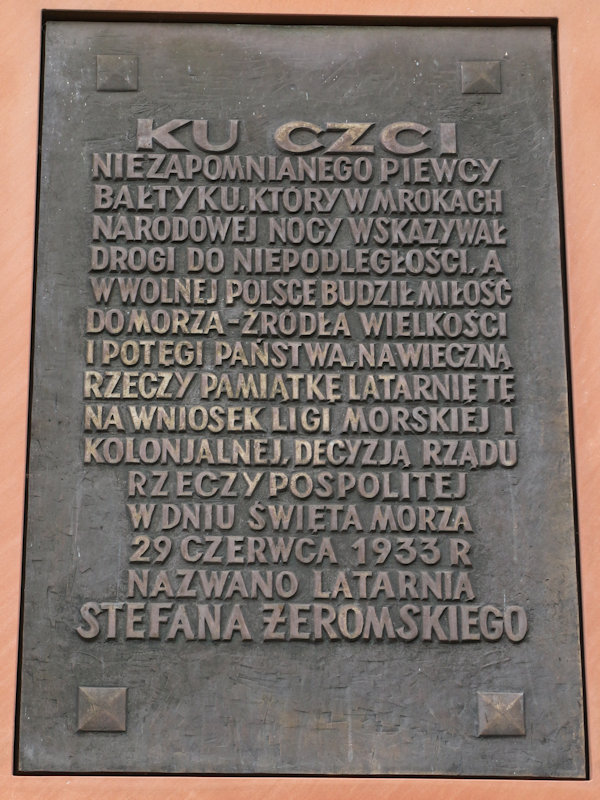 KU CZCI
NIEZAPOMNIANEGO PIEWCY
BAŁTYKU, KTÓRY W MROKACH
NARODOWEJ NOCY WSKAZYWAŁ
DROGI DO NIEPODLEGŁOŚCI, A
W WOLNEJ POLSCE BUDZIŁ MIŁOŚĆ
DO MORZA-ŹRÓDŁA WIELKOŚCI
I POTEGI PAŃSTWA, NA WIECZNĄ
RZECZY PAMIĄTKĘ LATARNIĘ TĘ
NA WNIOSEK LIGI MORSKIEJ I
KOLONJALNEJ, DECYZJĄ RZĄDU
RZECZYPOSPOLITEJ
W DNIU ŚWIĘTA MORZA
29 CZERWCA 1933 R
NAZWANO LATARNIA
STEFANA ŻEROMSKIEGO